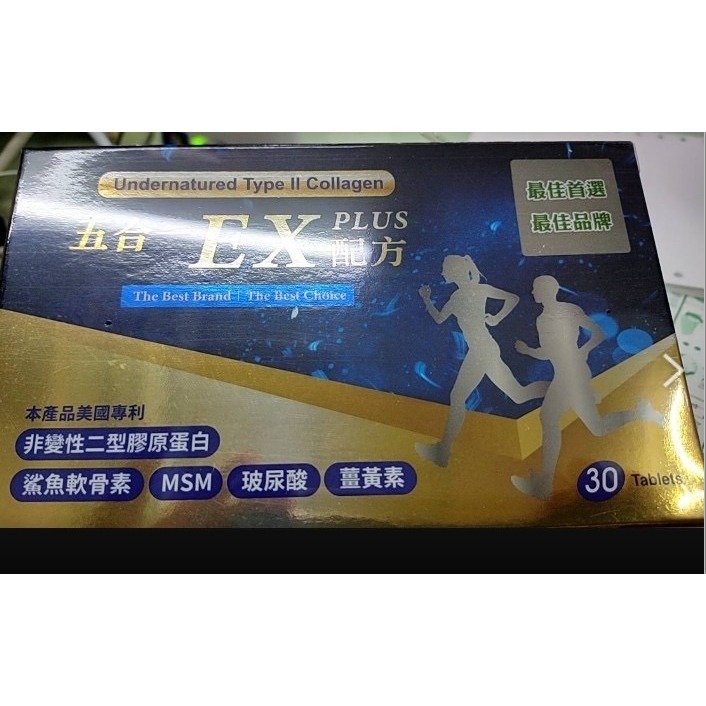 Undernatured Type II Collagen
五合 EX PLUS 配方
The Best Brand | The Best Choice
最佳首選
最佳品牌
本產品美國專利
非變性二型膠原蛋白
鯊魚軟骨素 MSM 玻尿酸 薑黃素
30 Tablets